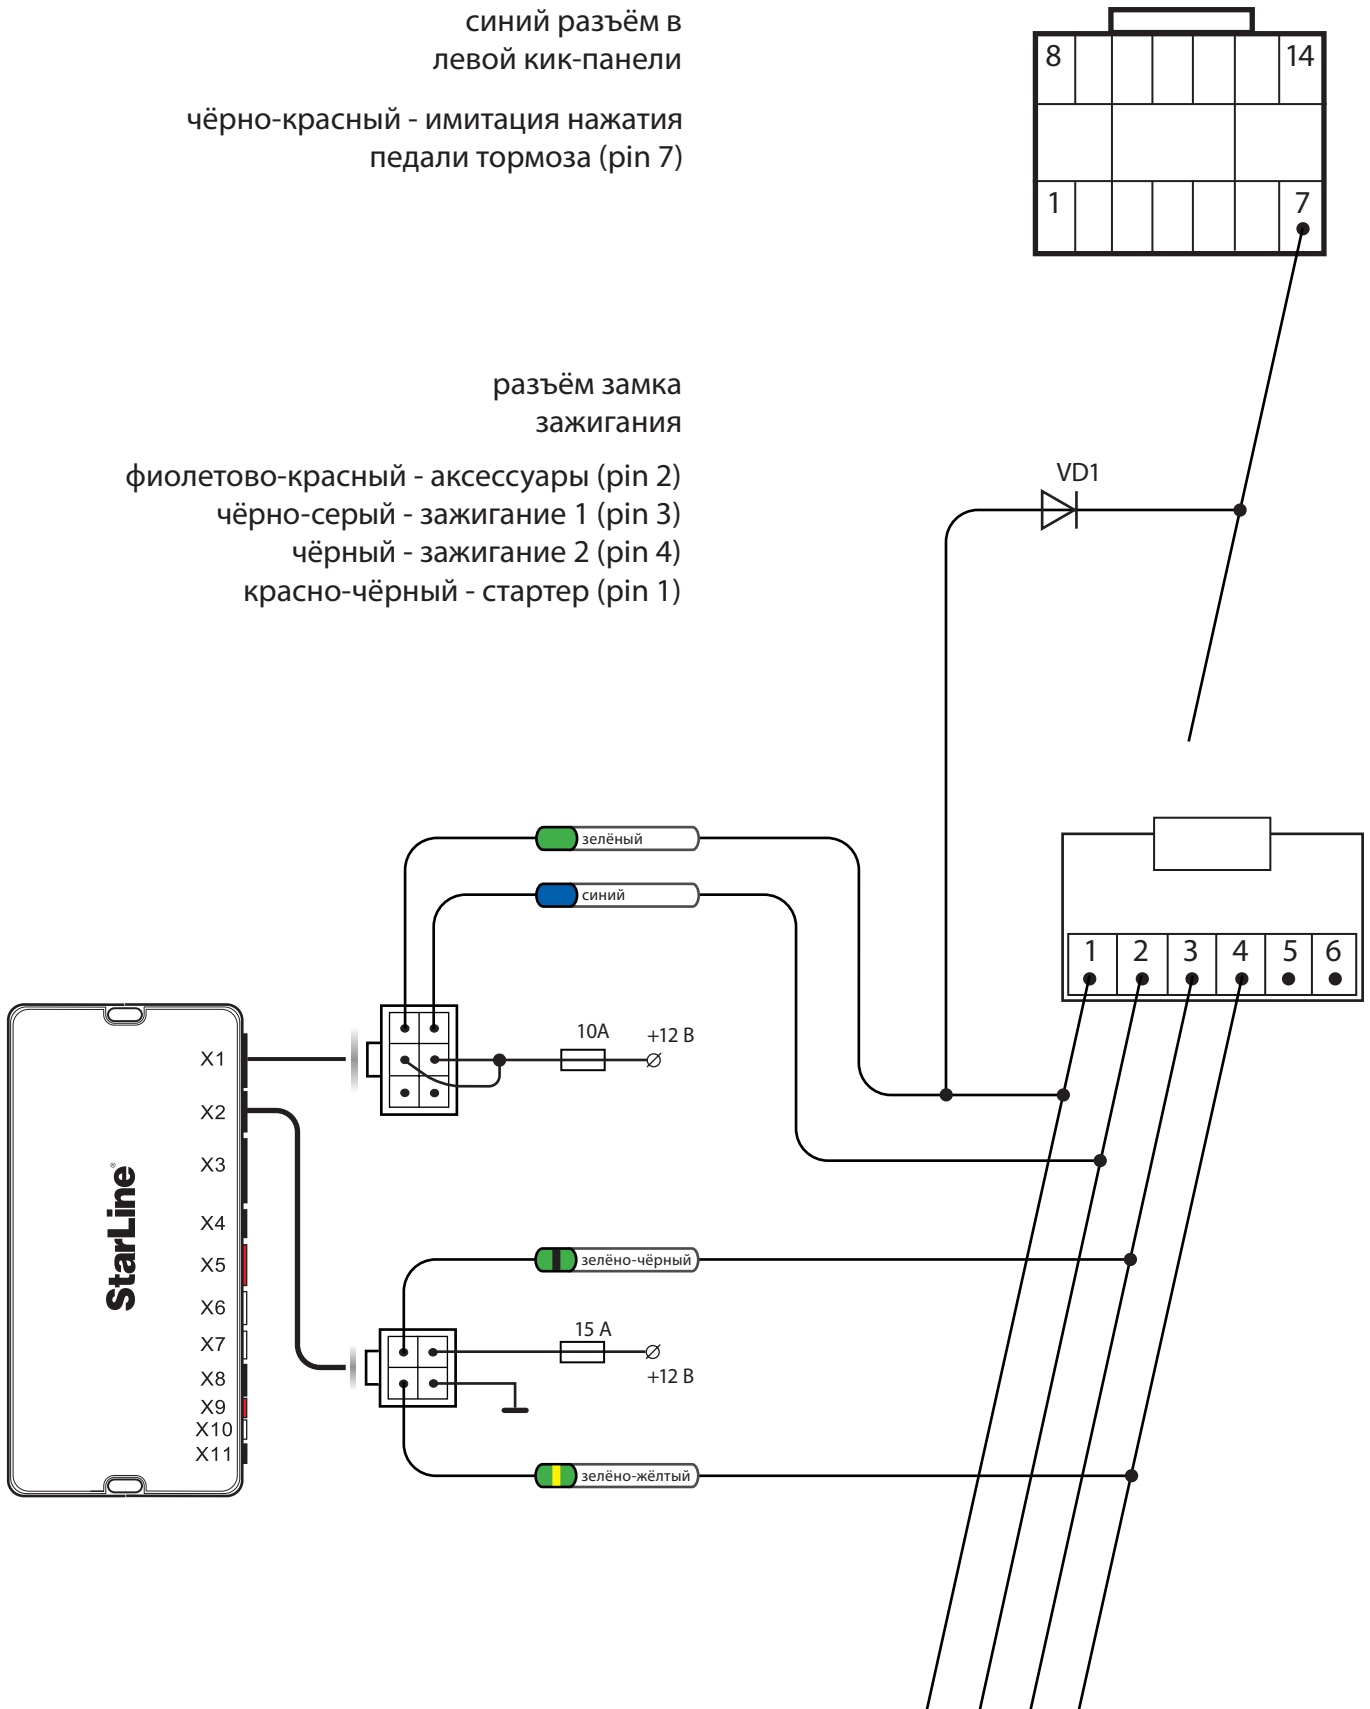 синий разъём в
левой кик-панели
чёрно-красный - имитация нажатия
педали тормоза (pin 7)
8 14
1 7
разъём замка
зажигания
фиолетово-красный - аксессуары (pin 2)
чёрно-серый - зажигание 1 (pin 3)
чёрный - зажигание 2 (pin 4)
красно-чёрный - стартер (pin 1)
VD1
зелёный
синий
1 2 3 4 5 6
10А
+12 В
X1
X2
X3
X4
X5
X6
X7
X8
X9
X10
X11
StarLine®
зелёно-чёрный
15 А
+12 В
зелёно-жёлтый